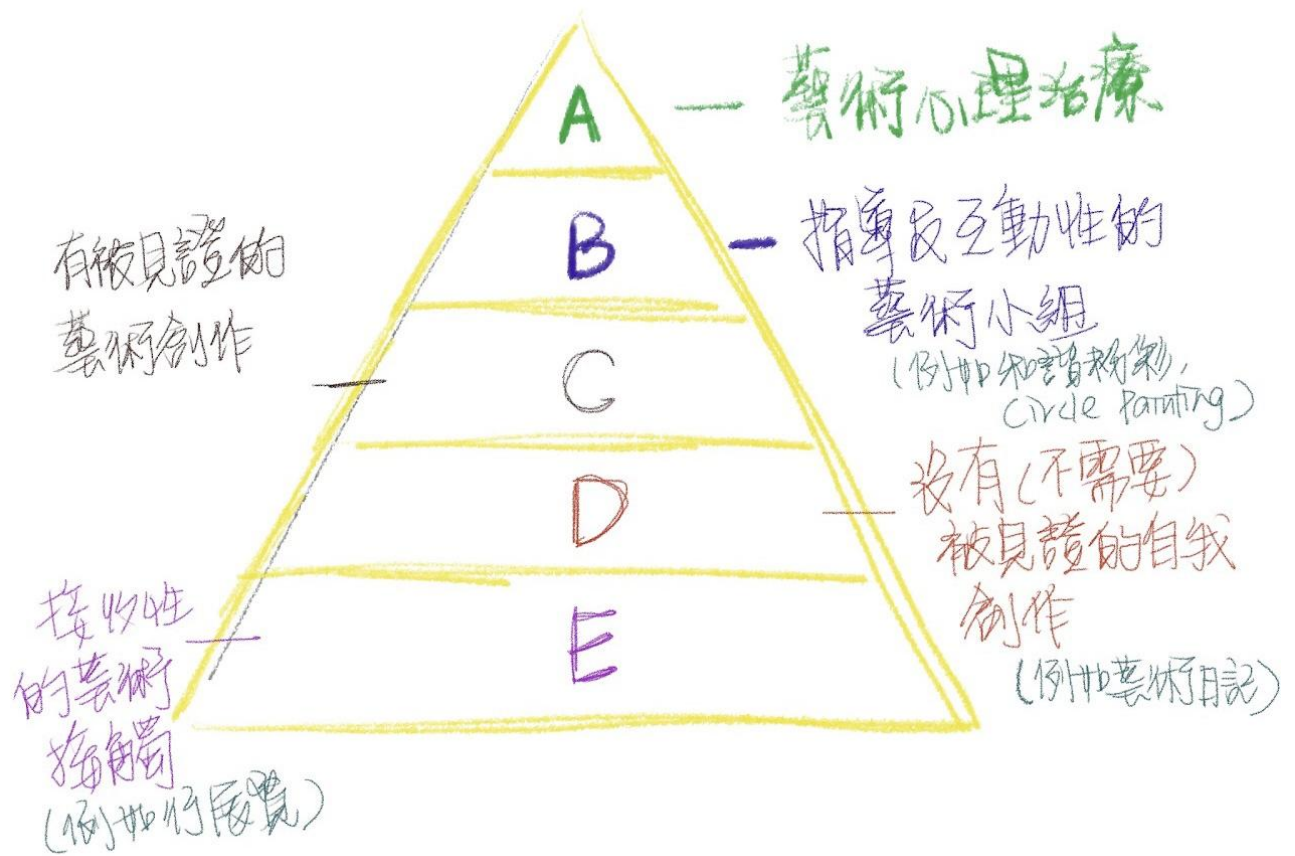 A
藝術心理治療
B
指導及互動性的
藝術小組
(例如和諧粉彩,
Circle Painting)
有被見證的
藝術創作
C
D
沒有(不需要)
被見證的自我
創作
(例如藝術日記)
E
接收性
的藝術
接觸
(例如行展覽)